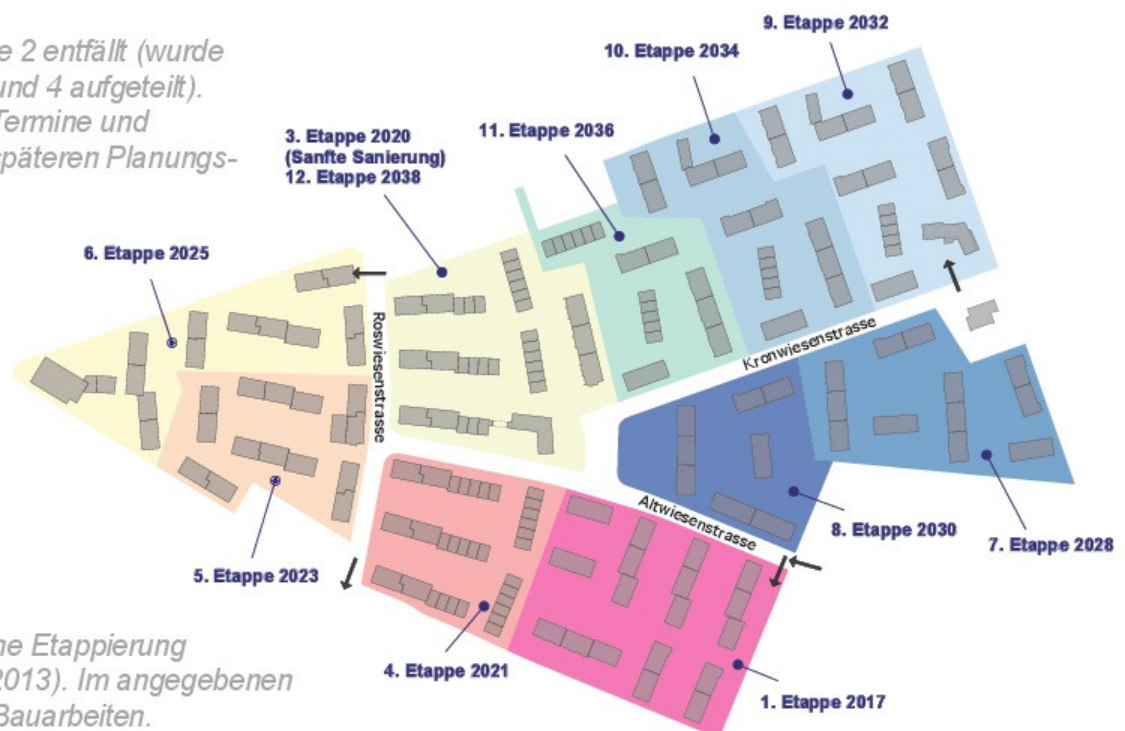 e 2 entfällt (wurde
und 4 aufgeteilt).
Termine und
späteren Planungs-
9. Etappe 2032
10. Etappe 2034
11. Etappe 2036
3. Etappe 2020
(Sanfte Sanierung)
12. Etappe 2038
6. Etappe 2025
Roswiesenstrasse
Kronwiesenstrasse
Altwiesenstrasse
8. Etappe 2030
7. Etappe 2028
5. Etappe 2023
4. Etappe 2021
1. Etappe 2017
ne Etappierung
2013). Im angegebenen
Bauarbeiten.